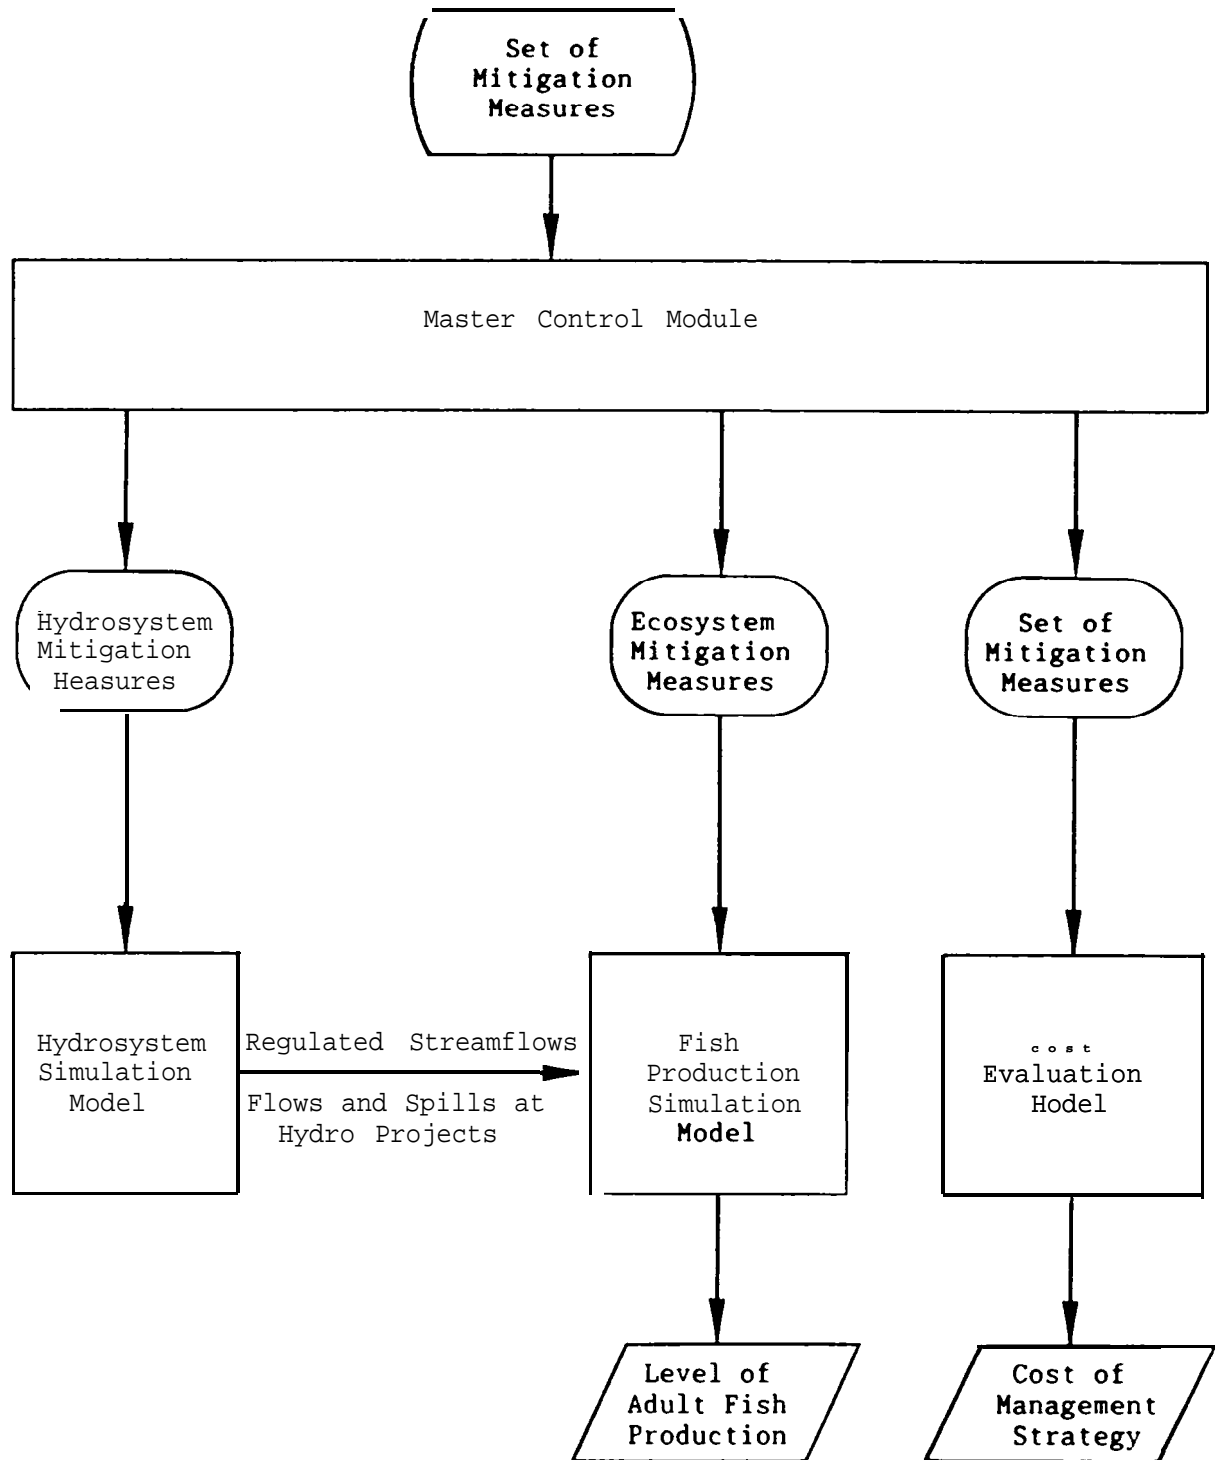 Set of
Mitigation
Measures
Master Control Module
Hydrosystem
Mitigation
Heasures
Ecosystem
Mitigation
Measures
Set of
Mitigation
Measures
Hydrosystem
Simulation
Model
Regulated Streamflows
Flows and Spills at
Hydro Projects
Fish
Production
Simulation
Model
cost
Evaluation
Hodel
Level of
Adult Fish
Production
Cost of
Management
Strategy